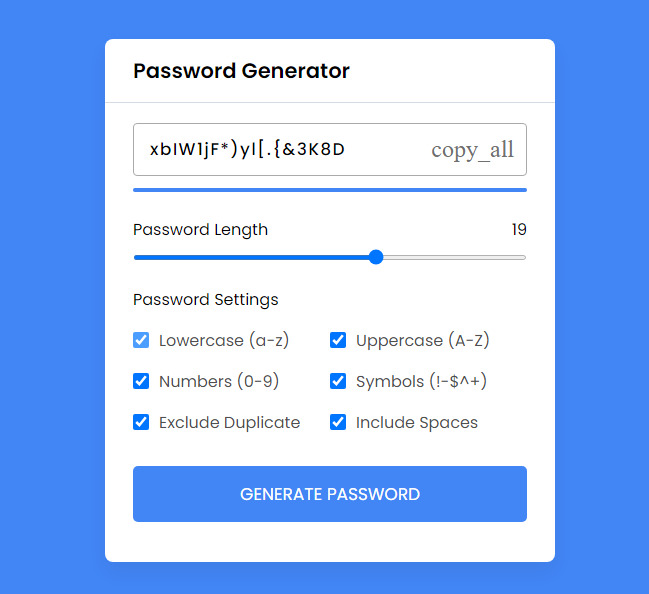 Password Generator
xbIW1jF*)yl[.{&3K8D
copy_all
Password Length 19
Password Settings
Lowercase (a-z) Uppercase (A-Z)
Numbers (0-9) Symbols (!-$^+)
Exclude Duplicate Include Spaces
GENERATE PASSWORD